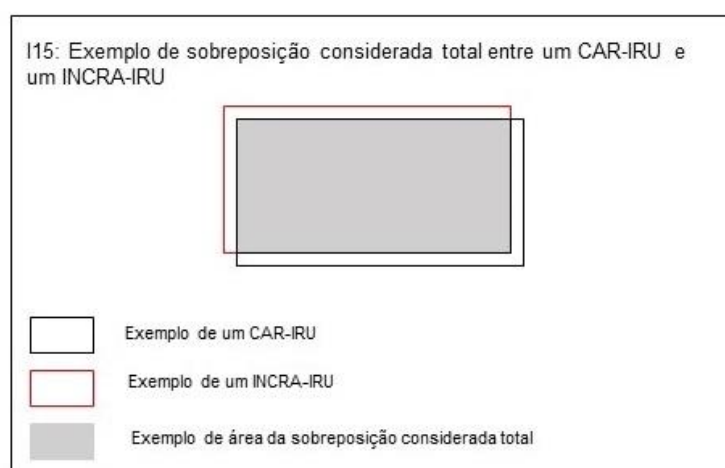 I15: Exemplo de sobreposição considerada total entre um CAR-IRU e
um INCRA-IRU
Exemplo de um CAR-IRU
Exemplo de um INCRA-IRU
Exemplo de área da sobreposição considerada total